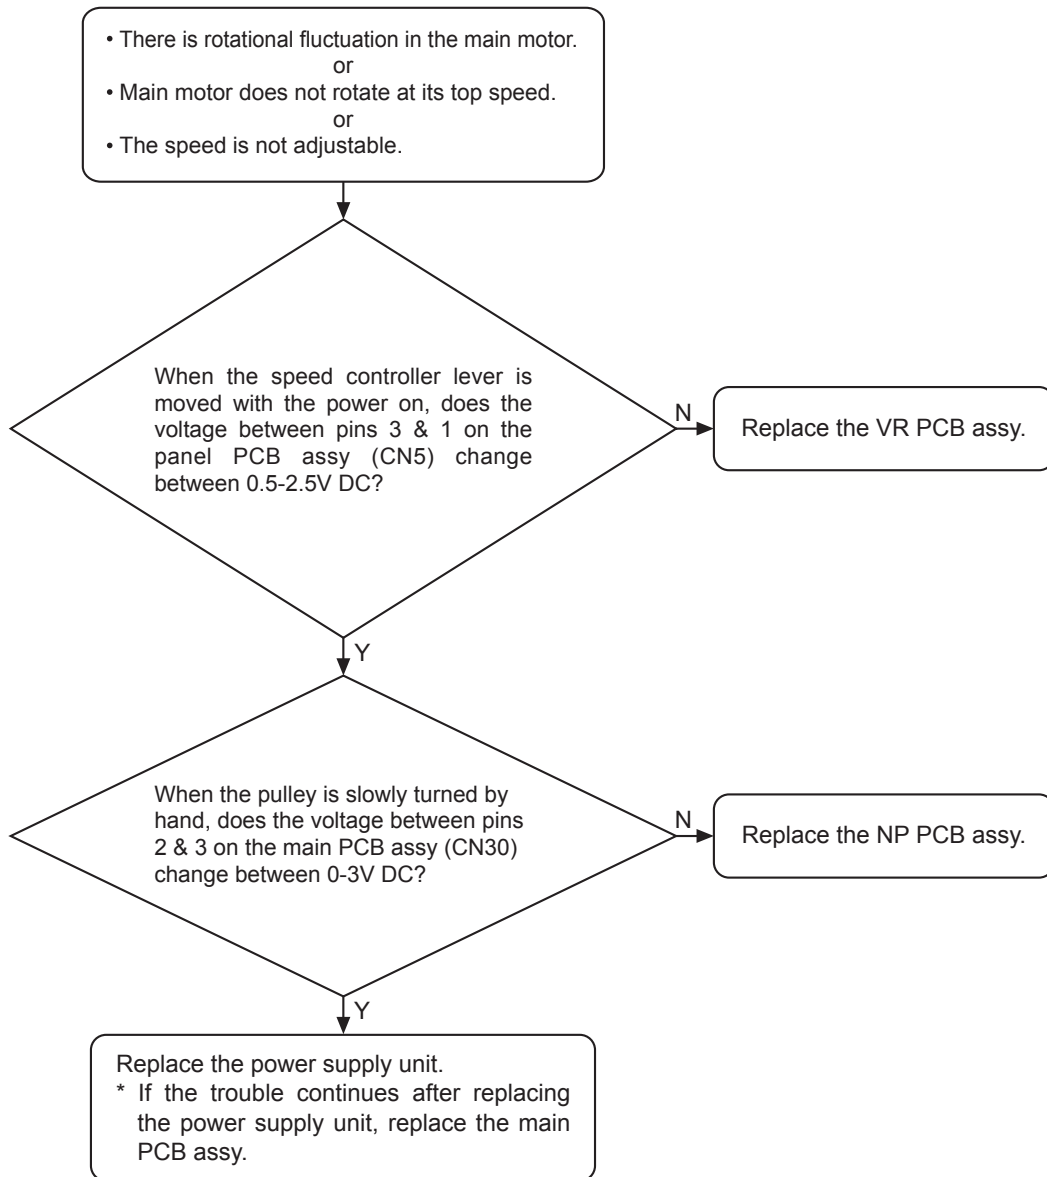 • There is rotational fluctuation in the main motor.
or
• Main motor does not rotate at its top speed.
or
• The speed is not adjustable.
When the speed controller lever is
moved with the power on, does the
voltage between pins 3 & 1 on the
panel PCB assy (CN5) change
between 0.5-2.5V DC?
N
Replace the VR PCB assy.
Y
When the pulley is slowly turned by
hand, does the voltage between pins
2 & 3 on the main PCB assy (CN30)
change between 0-3V DC?
N
Replace the NP PCB assy.
Y
Replace the power supply unit.
* If the trouble continues after replacing
the power supply unit, replace the main
PCB assy.